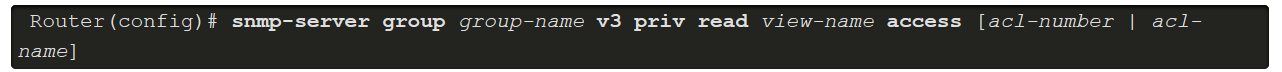 Router(config)# snmp-server group group-name v3 priv read view-name access [acl-number | acl-
name]